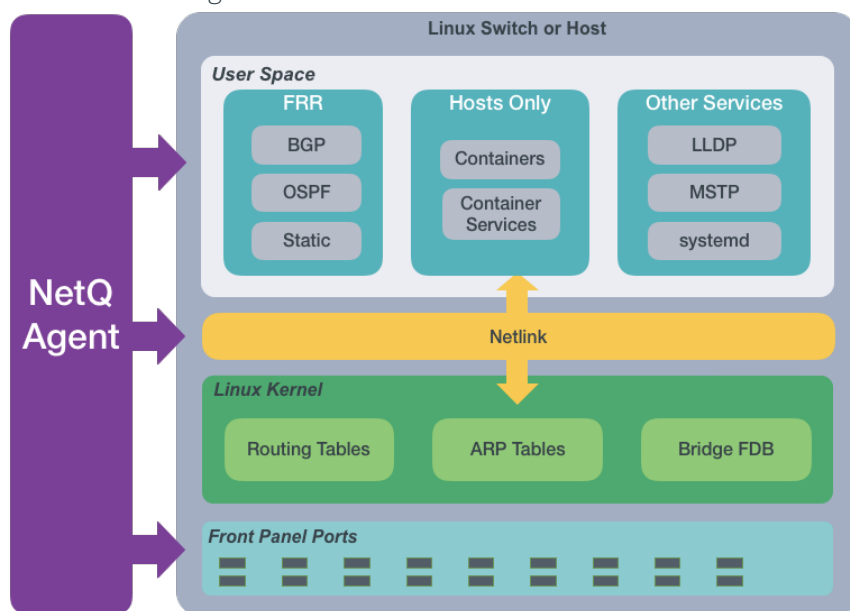 Linux Switch or Host
User Space
FRR
BGP
OSPF
Static
Hosts Only
Containers
Container
Services
Other Services
LLDP
MSTP
systemd
NetQ
Agent
Netlink
Linux Kernel
Routing Tables
ARP Tables
Bridge FDB
Front Panel Ports